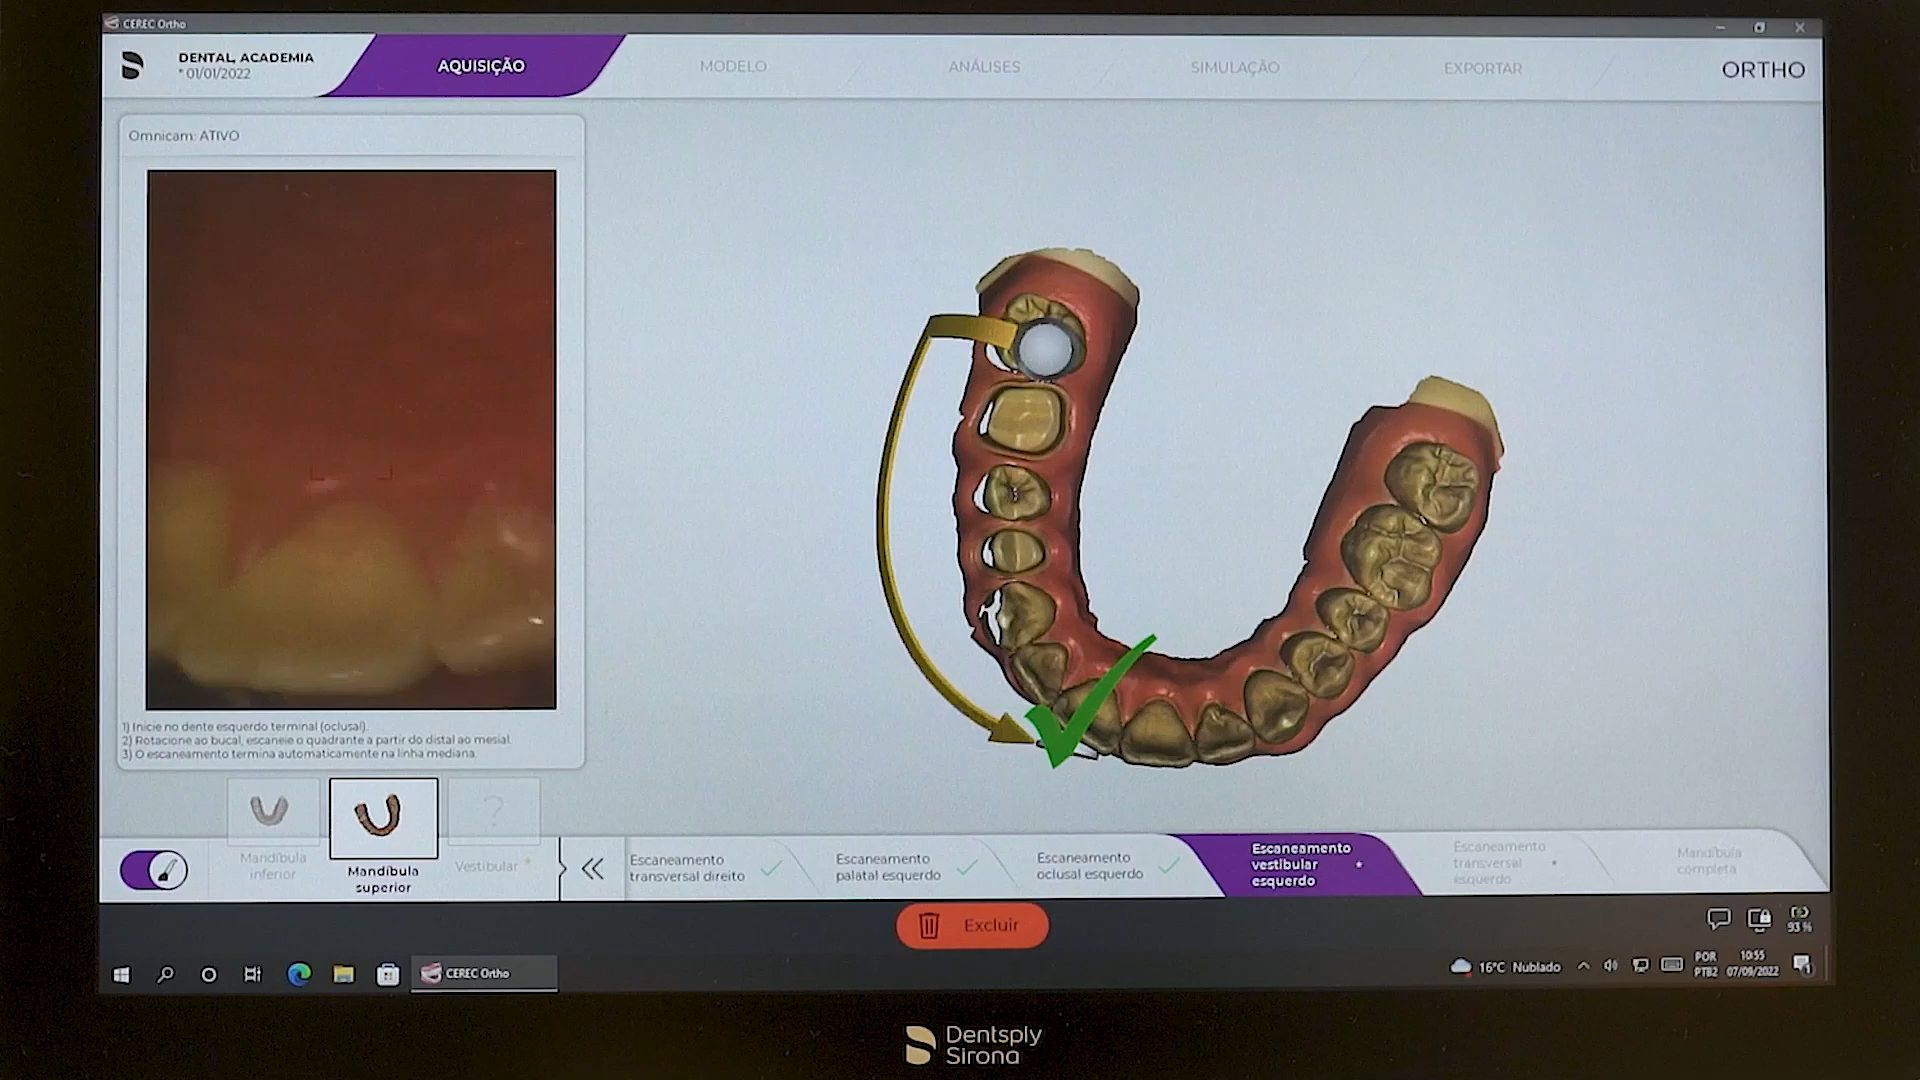 CEREC Ortho
DENTAL, ACADEMIA
* 01/01/2022
AQUISIÇÃO
MODELO
ANÁLISES
SIMULAÇÃO
EXPORTAR
ORTHO
Omnicam: ATIVO
1) Inicie no dente esquerdo terminal (oclusal).
2) Rotacione ao bucal, escaneie o quadrante a partir do distal ao mesial.
3) O escaneamento termina automaticamente na linha mediana.
?
Mandíbula
inferior
Mandíbula
superior
Vestibular *
Escaneamento
transversal direito
Escaneamento
palatal esquerdo
Escaneamento
oclusal esquerdo
Escaneamento
vestibular *
esquerdo
Escaneamento
transversal *
esquerdo
Mandíbula
completa
Excluir
93 %
CEREC Ortho
16°C Nublado
POR
PTB2
10:55
07/09/2022
1
Dentsply
Sirona